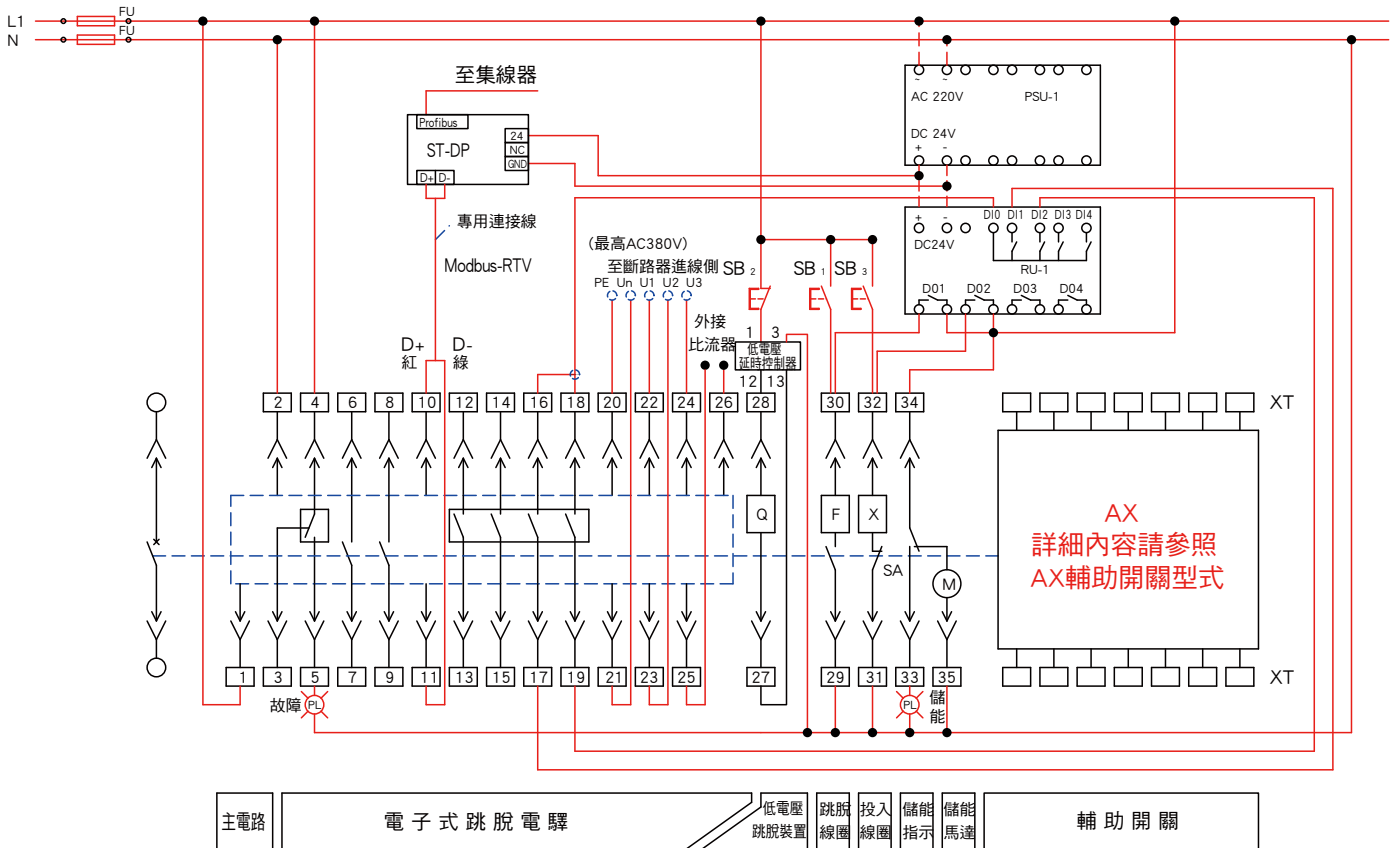 L1
FU
N
FU
至集線器
Profibus
ST-DP
24
NC
GND
D+ D-
專用連接線
Modbus-RTV
~ ~
AC 220V PSU-1
DC 24V
+ -
+ -
DC24V
DI0 DI1 DI2 DI3 DI4
RU-1
D01 D02 D03 D04
(最高AC380V)
至斷路器進線側
PE Un U1 U2 U3
SB 2
SB 1
SB 3
外接
比流器
1 3
低電壓
延時控制器
12 13
D+
紅
D-
綠
2 4 6 8 10 12 14 16 18 20 22 24 26 28 30 32 34
XT
Q
F
X
SA
M
AX
詳細內容請參照
AX輔助開關型式
1 3 5 7 9 11 13 15 17 19 21 23 25 27 29 31 33 35
XT
故障
PL
PL
儲能
主電路
電子式跳脫電驛
低電壓
跳脫裝置
跳脫
線圈
投入
線圈
儲能
指示
儲能
馬達
輔助開關